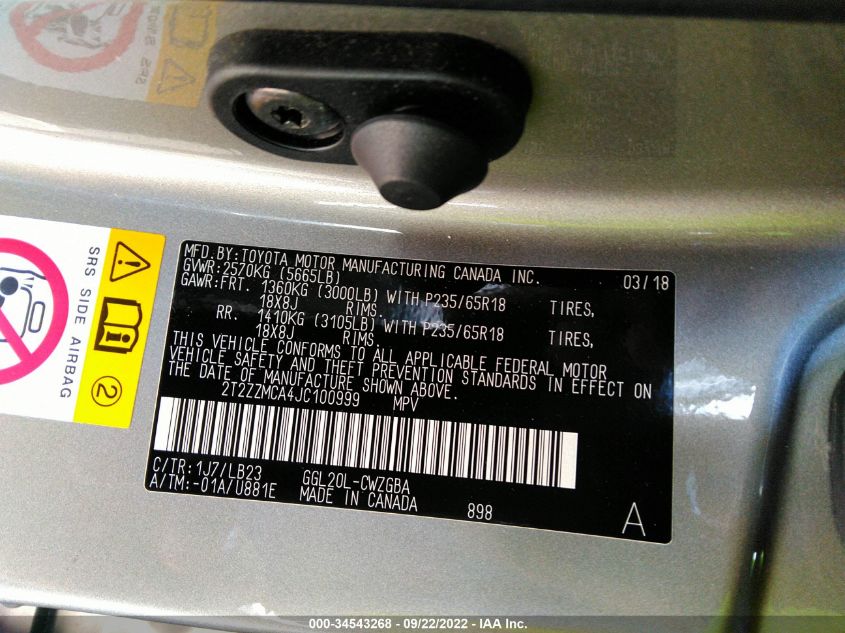 MFD.BY:TOYOTA MOTOR MANUFACTURING CANADA INC. 03/18
GVWR:2570KG (5665LB)
GAWR:FRT. 1360KG (3000LB) WITH P235/65R18 TIRES,
18X8J RIMS.
RR. 1410KG (3105LB) WITH P235/65R18 TIRES,
18X8J RIMS.
THIS VEHICLE CONFORMS TO ALL APPLICABLE FEDERAL MOTOR
VEHICLE SAFETY AND THEFT PREVENTION STANDARDS IN EFFECT ON
THE DATE OF MANUFACTURE SHOWN ABOVE.
2T2ZZMCA4JC100999 MPV
C/TR:1J7/LB23 GGL20L-CWZGBA
A/TM:-01A/U881E MADE IN CANADA 898 A
SRS SIDE AIRBAG
2
000-34543268 - 09/22/2022 - IAA Inc.